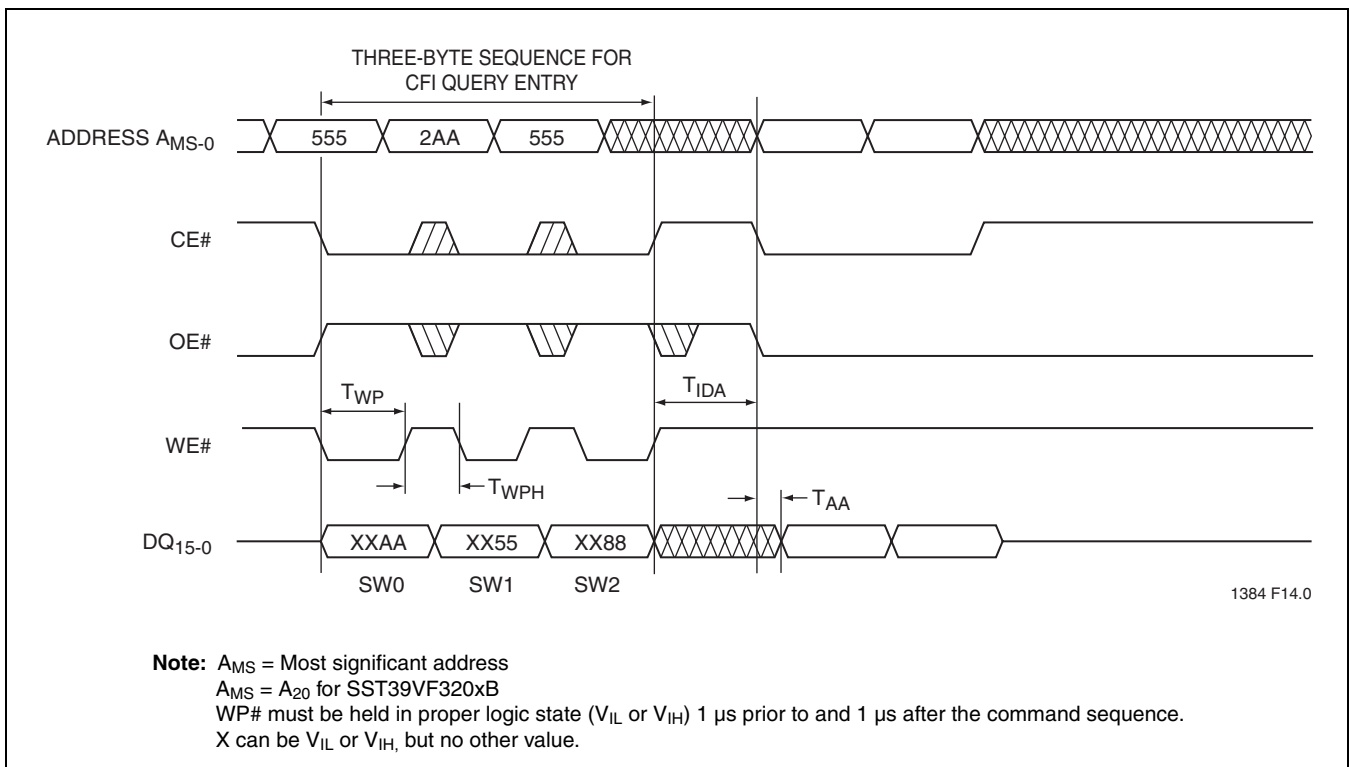 THREE-BYTE SEQUENCE FOR
CFI QUERY ENTRY
ADDRESS AMS-0
555 2AA 555
CE#
OE#
TWP TIDA
WE#
TWPH TAA
DQ15-0 XXAA XX55 XX88
SW0 SW1 SW2
1384 F14.0
Note: AMS = Most significant address
AMS = A20 for SST39VF320xB
WP# must be held in proper logic state (VIL or VIH) 1 µs prior to and 1 µs after the command sequence.
X can be VIL or VIH, but no other value.